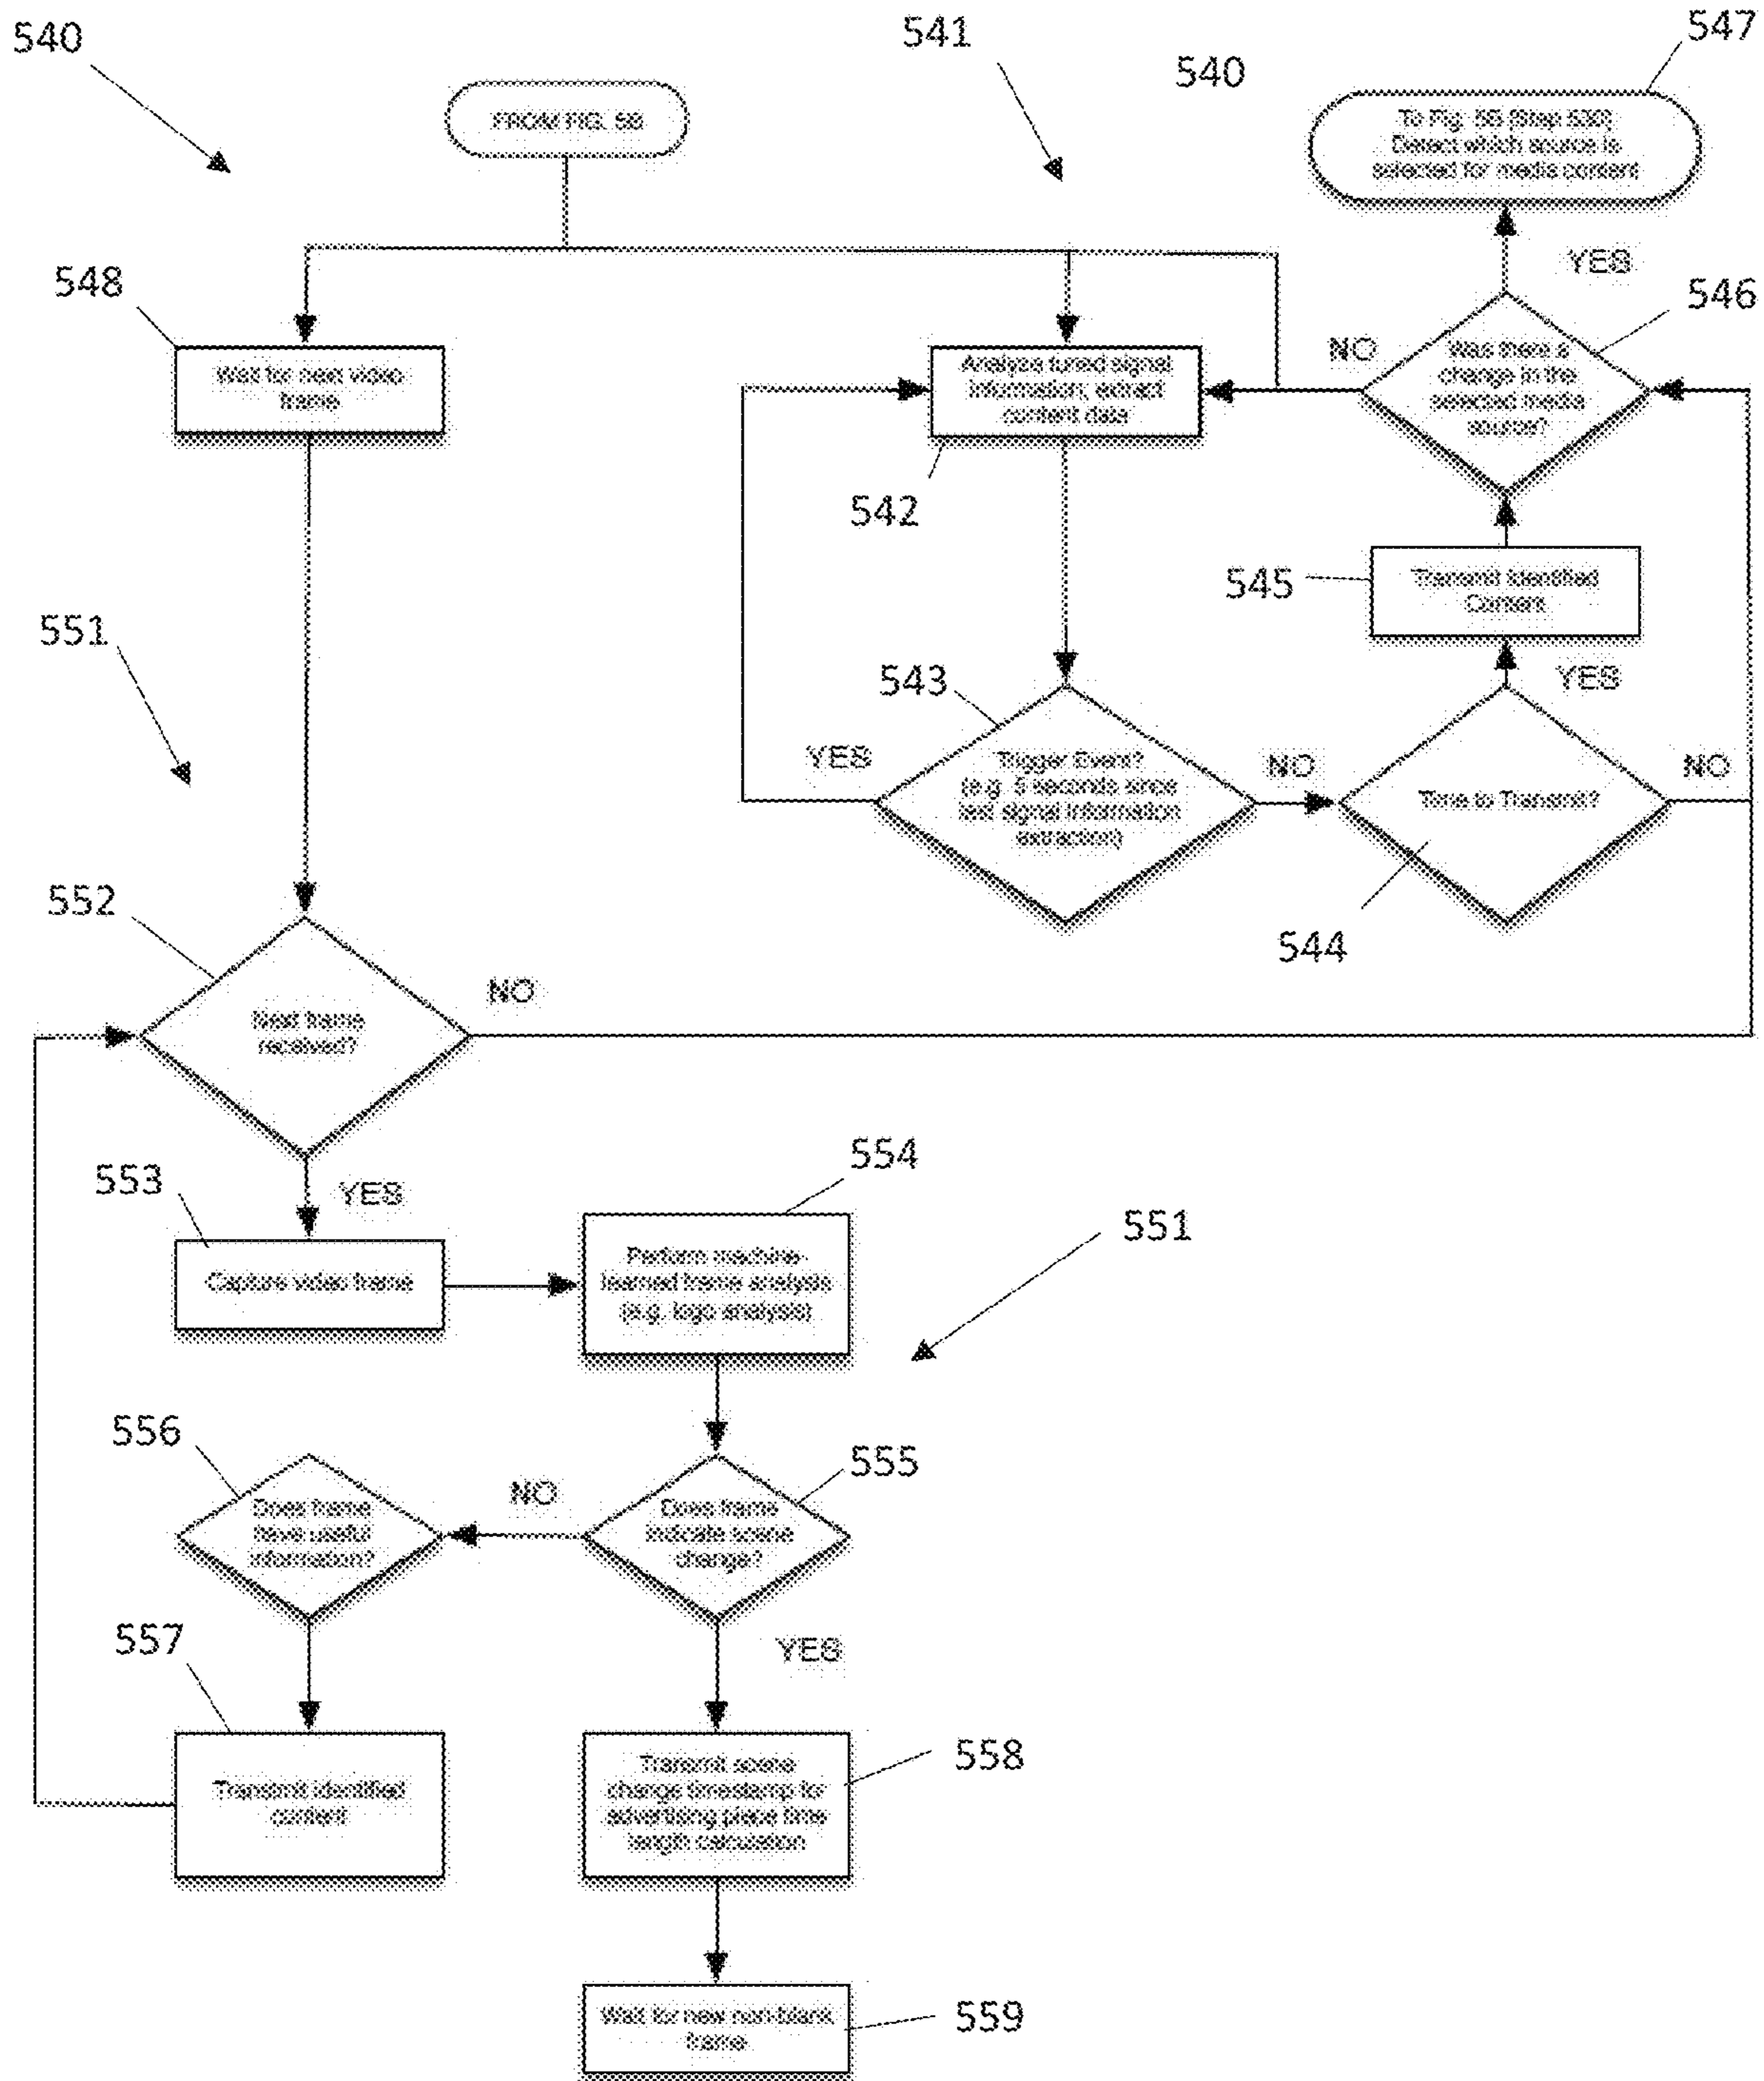 540
541
540
547
FROM FIG. 5B
To Fig. 5B (Step 530)
Detect which source is
selected for media content
YES
548
546
Wait for next video
frame
Analyze tuned signal
information, extract
content data
NO
Was there a
change in the
selected media
source?
542
545
Transmit Identified
Content
551
543
YES
YES
Trigger Event?
(e.g. 5 seconds since
last signal information
extraction)
NO
Time to Transmit?
NO
552
544
NO
Next frame
received?
554
553
YES
551
Capture video frame
Perform machine-
learned frame analysis
(e.g. logo analysis)
556
555
NO
Does frame
have useful
information?
Does frame
indicate scene
change?
557
YES
558
Transmit identified
content
Transmit scene
change timestamp for
advertising piece time
length calculation
559
Wait for new non-blank
frame